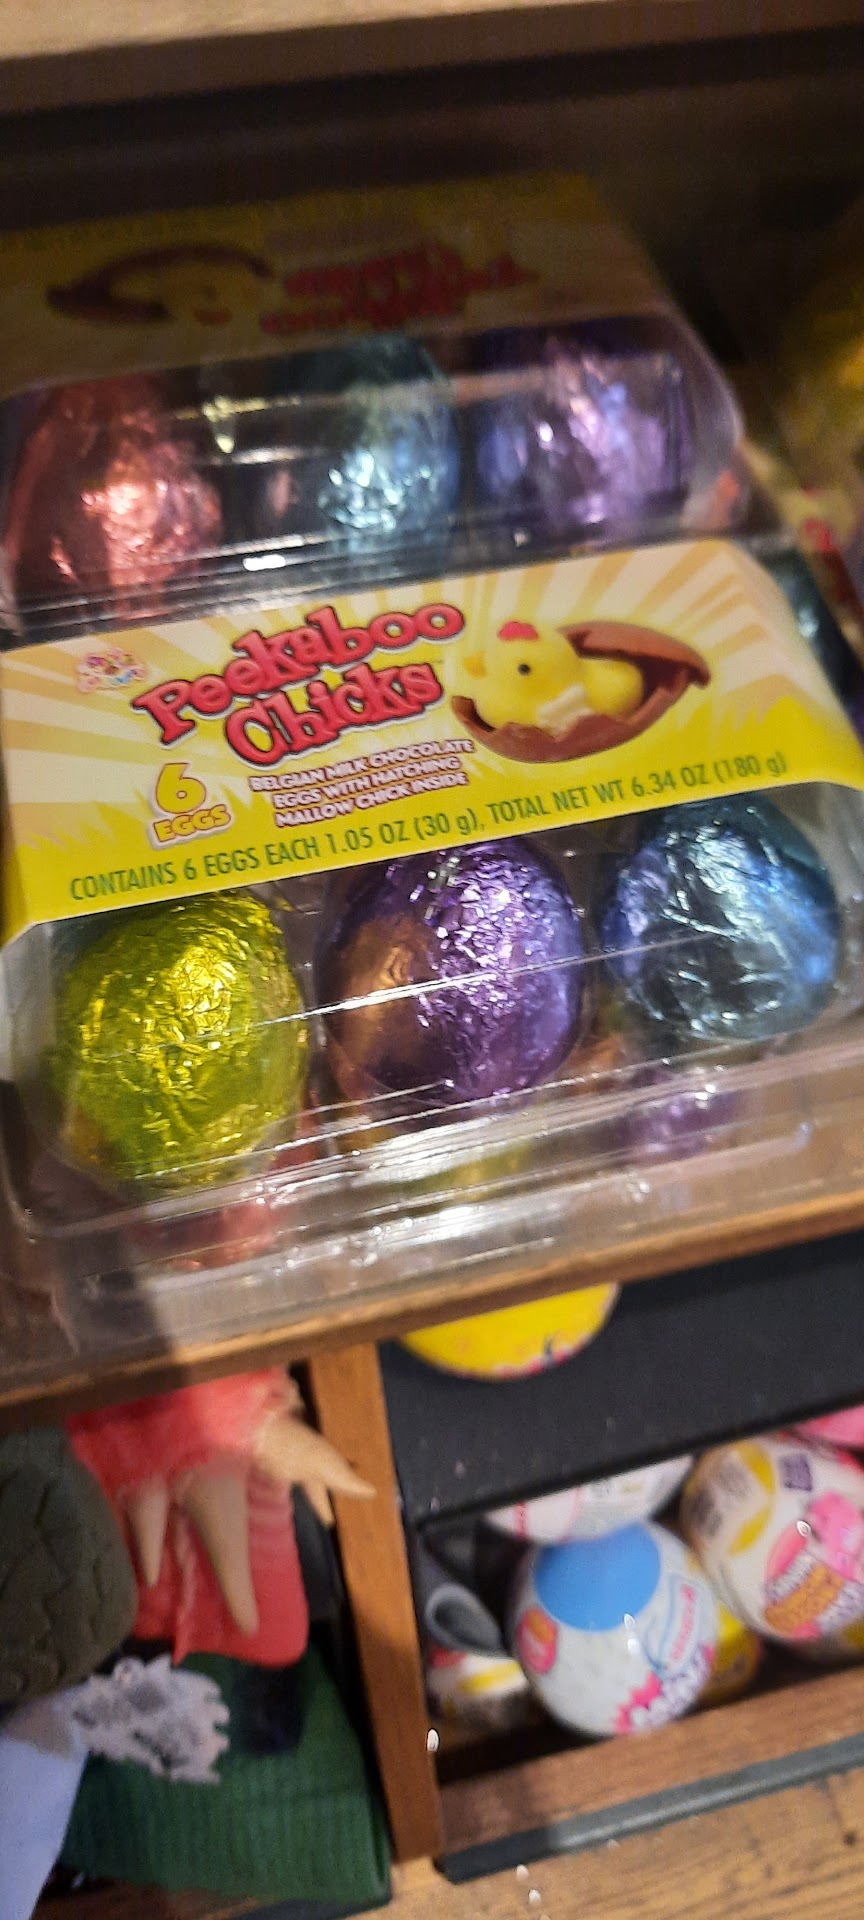 Peekaboo
Chicks™
6
EGGS
BELGIAN MILK CHOCOLATE
EGGS WITH HATCHING
MALLOW CHICK INSIDE
CONTAINS 6 EGGS EACH 1.05 OZ (30 g), TOTAL NET WT 6.34 OZ (180 g)